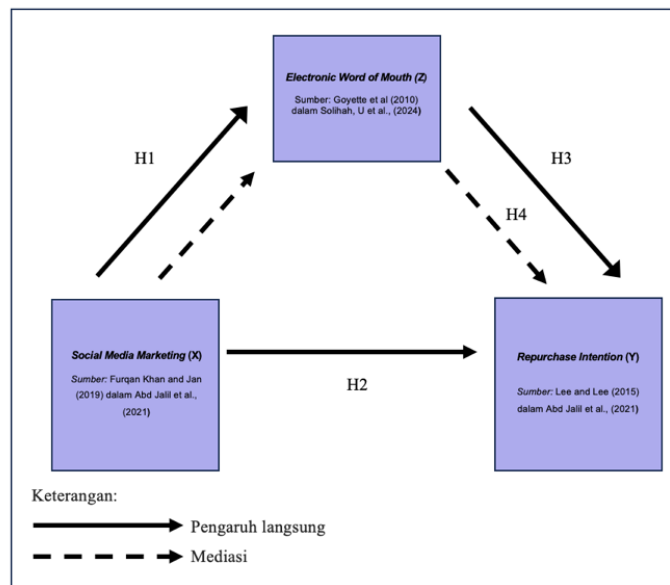 Electronic Word of Mouth (Z)
Sumber: Goyette et al (2010)
dalam Solihah, U et al., (2024)
H1
H3
H4
Social Media Marketing (X)
Sumber: Furqan Khan and Jan
(2019) dalam Abd Jalil et al.,
(2021)
H2
Repurchase Intention (Y)
Sumber: Lee and Lee (2015)
dalam Abd Jalil et al., (2021)
Keterangan:
Pengaruh langsung
Mediasi